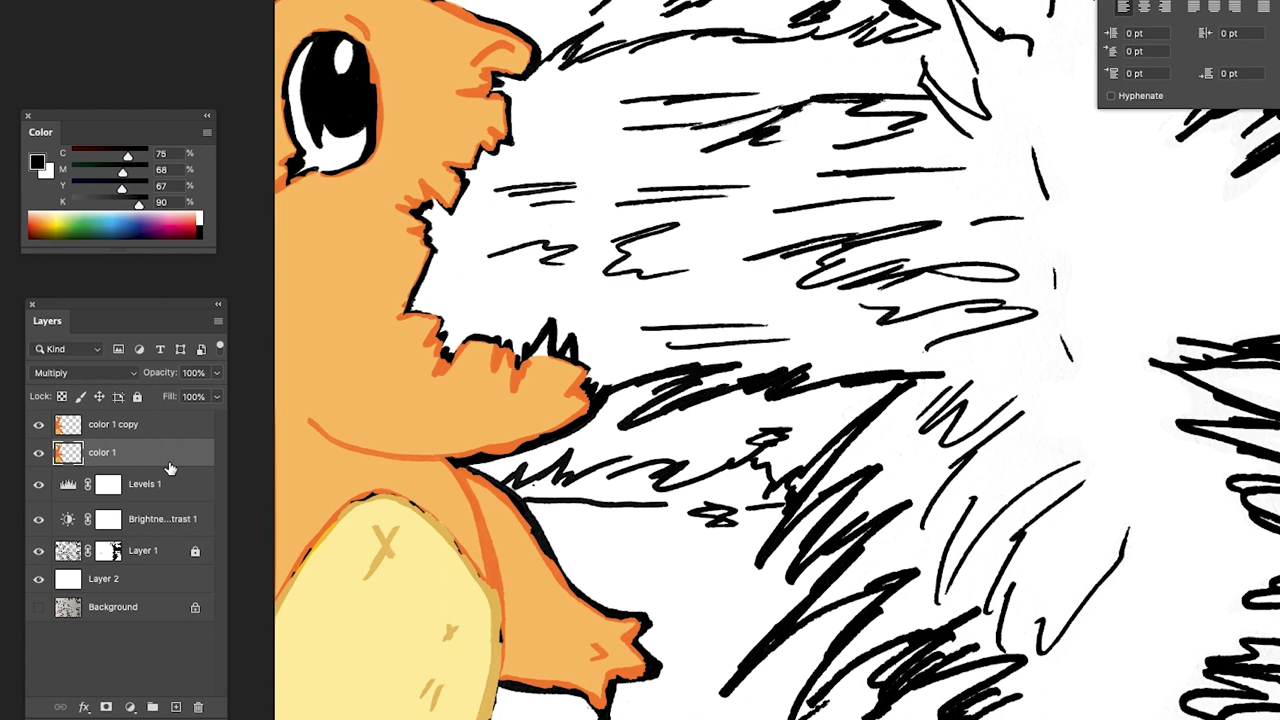 0 pt
0 pt
0 pt
0 pt
0 pt
Hyphenate
Color
C 75 %
M 68 %
Y 67 %
K 90 %
Layers
Kind
Multiply Opacity: 100%
Lock: Fill: 100%
color 1 copy
color 1
Levels 1
Brightne...trast 1
Layer 1
Layer 2
Background
fx